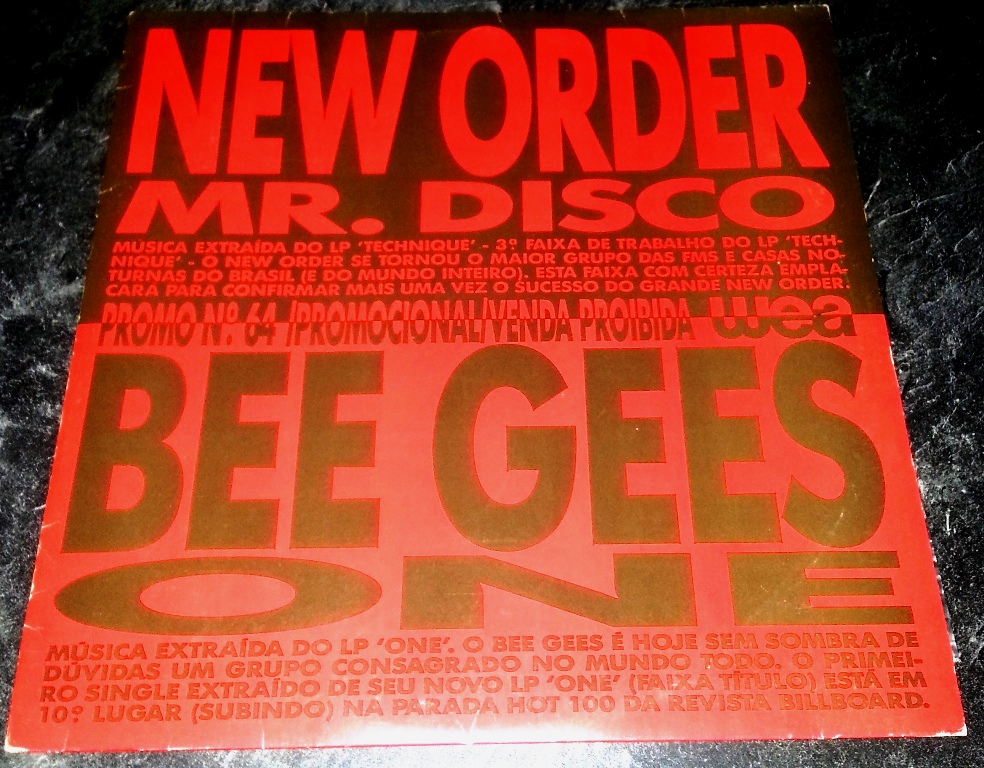 NEW ORDER
MR. DISCO
MÚSICA EXTRAÍDA DO LP 'TECHNIQUE' - 3ª FAIXA DE TRABALHO DO LP 'TECH-
NIQUE' - O NEW ORDER SE TORNOU O MAIOR GRUPO DAS FMS E CASAS NO-
TURNAS DO BRASIL (E DO MUNDO INTEIRO). ESTA FAIXA COM CERTEZA EMPLA-
CARÁ PARA CONFIRMAR MAIS UMA VEZ O SUCESSO DO GRANDE NEW ORDER.
PROMO Nº. 64 /PROMOCIONAL/VENDA PROIBIDA wea
BEE GEES
ONE
MÚSICA EXTRAÍDA DO LP 'ONE'. O BEE GEES É HOJE SEM SOMBRA DE
DÚVIDAS UM GRUPO CONSAGRADO NO MUNDO TODO. O PRIMEI-
RO SINGLE EXTRAÍDO DE SEU NOVO LP 'ONE' (FAIXA TÍTULO) ESTÁ EM
10º LUGAR (SUBINDO) NA PARADA HOT 100 DA REVISTA BILLBOARD.